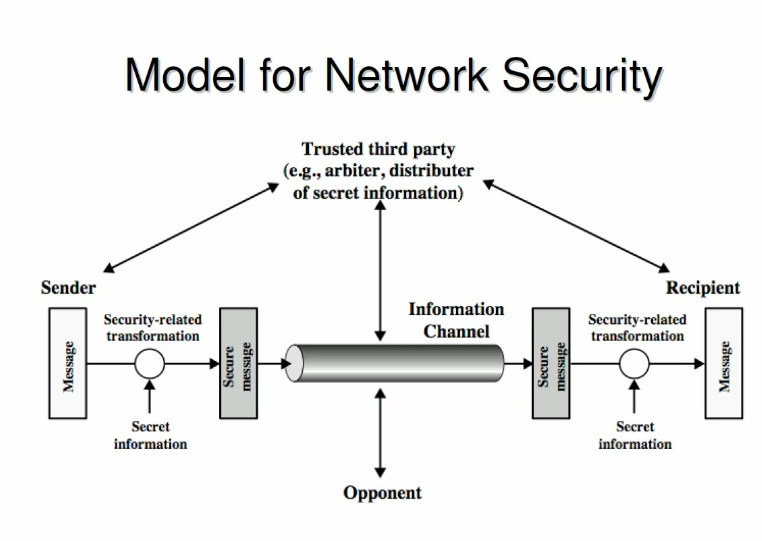 Model for Network Security
Trusted third party
(e.g., arbiter, distributer
of secret information)
Sender
Recipient
Information
Channel
Security-related
transformation
Security-related
transformation
Message
Secure
message
Secure
message
Message
Secret
information
Secret
information
Opponent